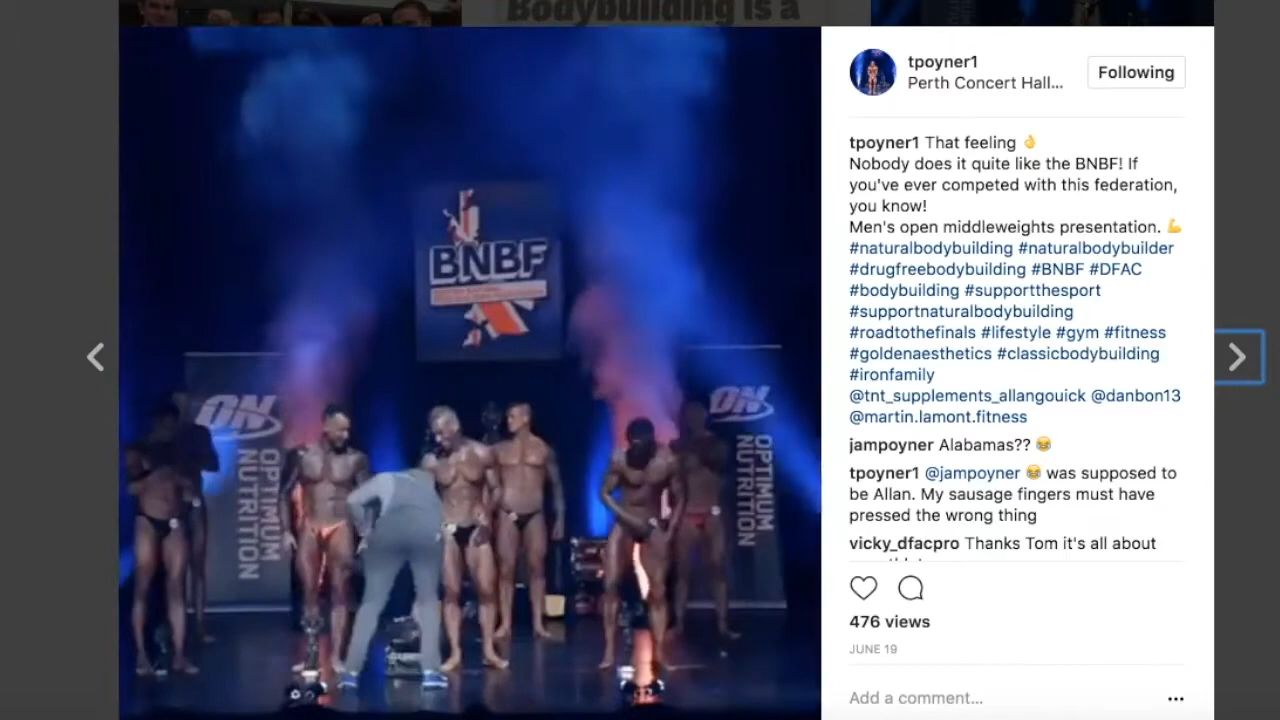 Bodybuilding is a
tpoyner1
Perth Concert Hall...
Following
BNBF
ON
OPTIMUM
NUTRITION
ON
OPTIMUM
NUTRITION
tpoyner1 That feeling 👌
Nobody does it quite like the BNBF! If
you've ever competed with this federation,
you know!
Men's open middleweights presentation. 💪
#naturalbodybuilding #naturalbodybuilder
#drugfreebodybuilding #BNBF #DFAC
#bodybuilding #supportthesport
#supportnaturalbodybuilding
#roadtothefinals #lifestyle #gym #fitness
#goldenaesthetics #classicbodybuilding
#ironfamily
@tnt_supplements_allangouick @danbon13
@martin.lamont.fitness
jampoyner Alabamas?? 😂
tpoyner1 @jampoyner 😂 was supposed to
be Allan. My sausage fingers must have
pressed the wrong thing
vicky_dfacpro Thanks Tom it's all about
476 views
JUNE 19
Add a comment...